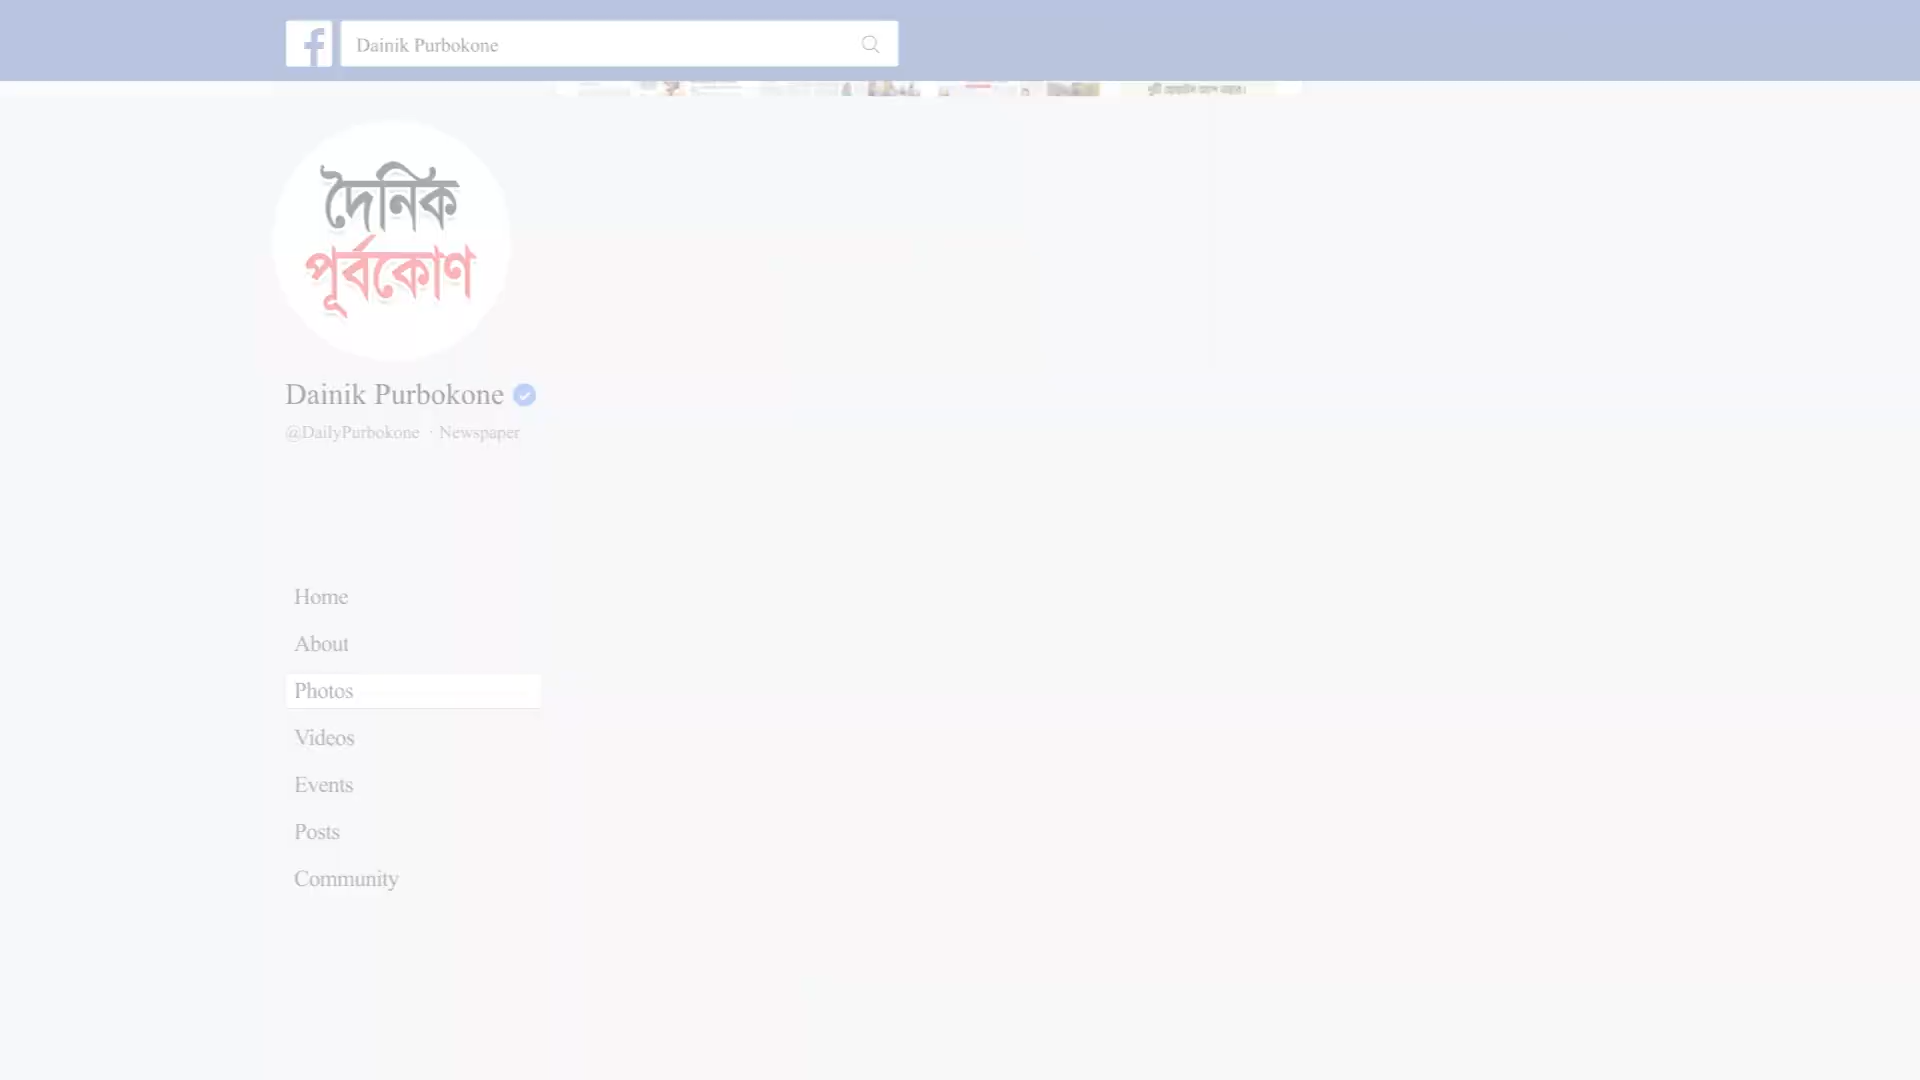 Dainik Purbokone
দৈনিক
পূর্বকোণ
Dainik Purbokone
@DailyPurbokone · Newspaper
Home
About
Photos
Videos
Events
Posts
Community